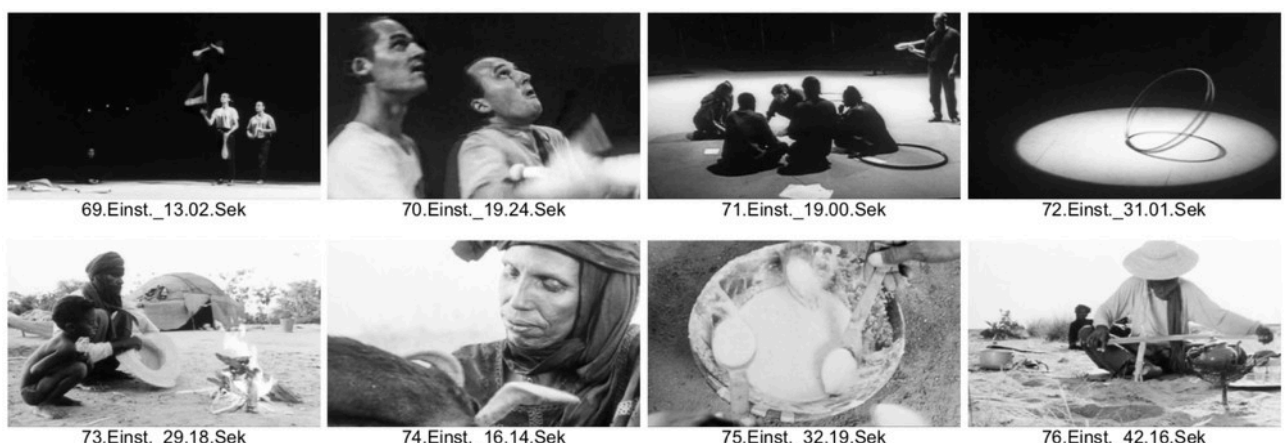 69.Einst._13.02.Sek
70.Einst._19.24.Sek
71.Einst._19.00.Sek
72.Einst._31.01.Sek
73.Einst._29.18.Sek
74.Einst._16.14.Sek
75.Einst._32.19.Sek
76.Einst._42.16.Sek